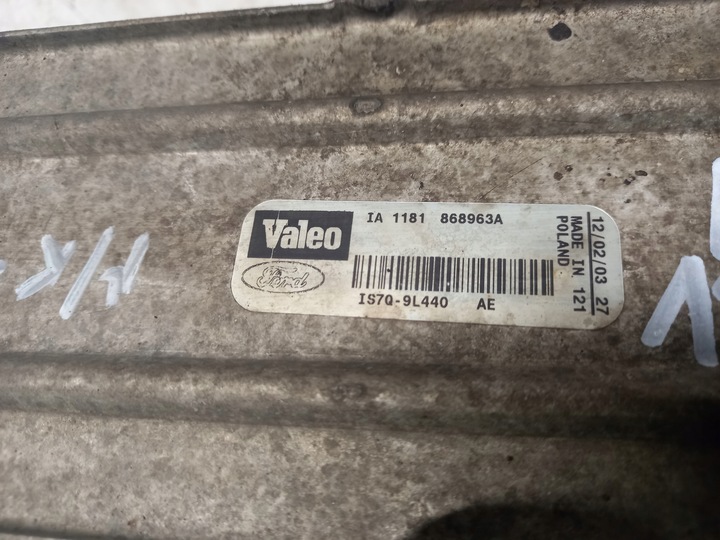 Valeo
IA 1181 868963A
Ford
IS7Q-9L440 AE
12/02/03 27
MADE IN 121
POLAND